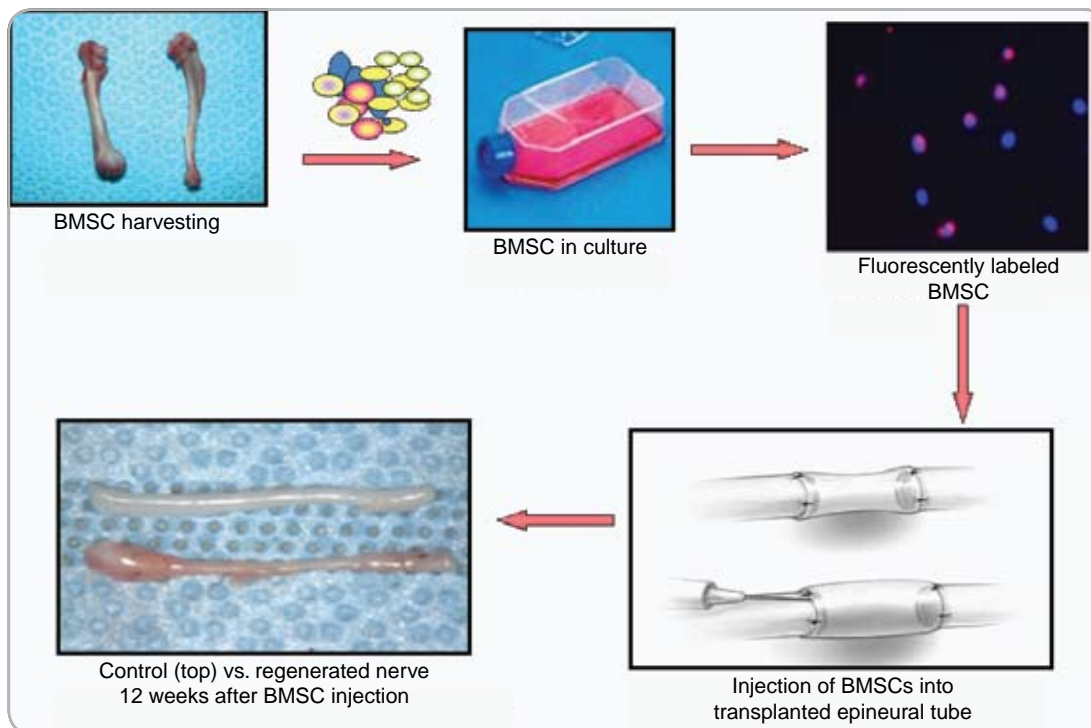 BMSC harvesting
BMSC in culture
Fluorescently labeled
BMSC
Control (top) vs. regenerated nerve
12 weeks after BMSC injection
Injection of BMSCs into
transplanted epineural tube